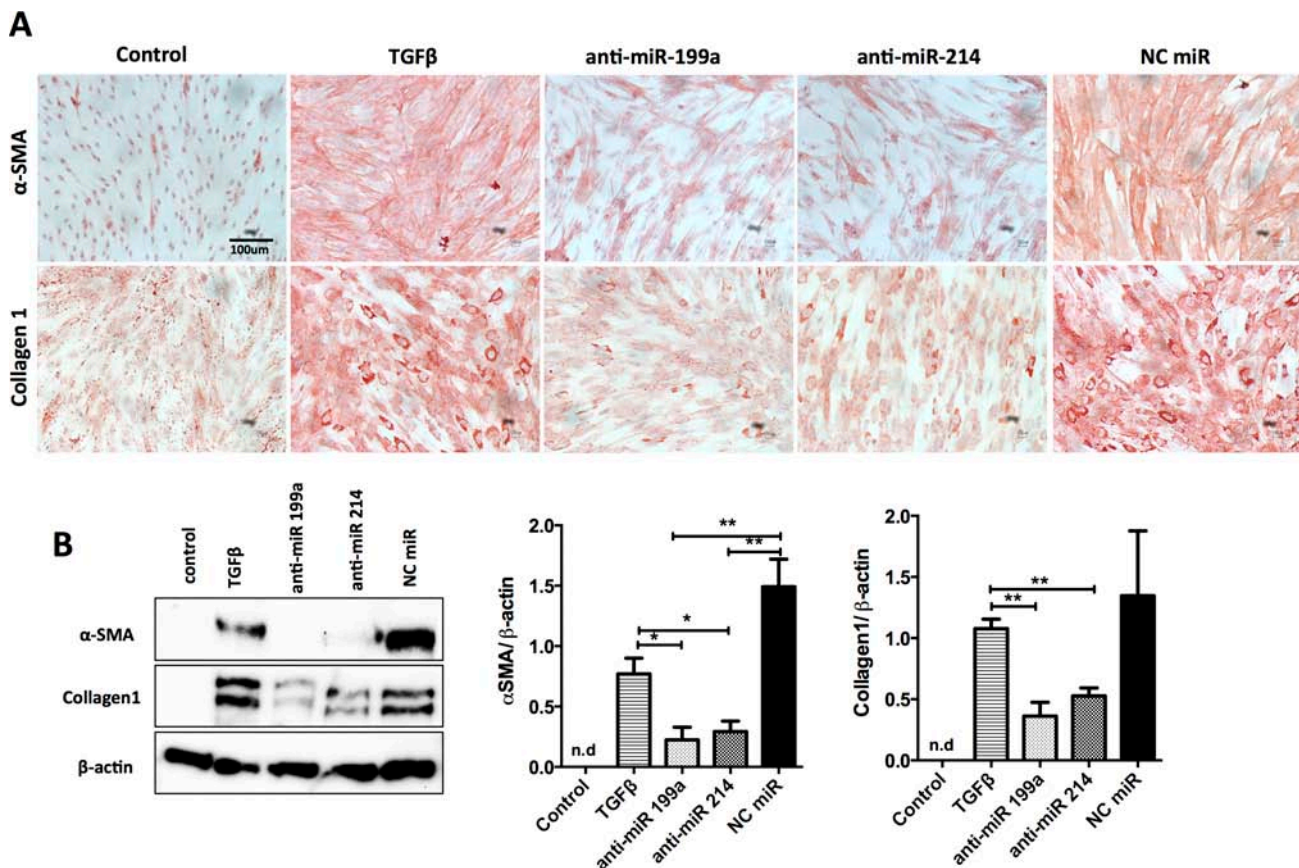 A
Control TGFβ anti-miR-199a anti-miR-214 NC miR
α-SMA
100um
Collagen 1
B
control TGFβ anti-miR 199a anti-miR 214 NC miR
α-SMA
Collagen1
β-actin
αSMA/ β-actin
2.0
1.5
1.0
0.5
0.0
** 
**
*
*
n.d
Control TGFβ anti-miR 199a anti-miR 214 NC miR
Collagen1/ β-actin
2.0
1.5
1.0
0.5
0.0
**
**
n.d
Control TGFβ anti-miR 199a anti-miR 214 NC miR